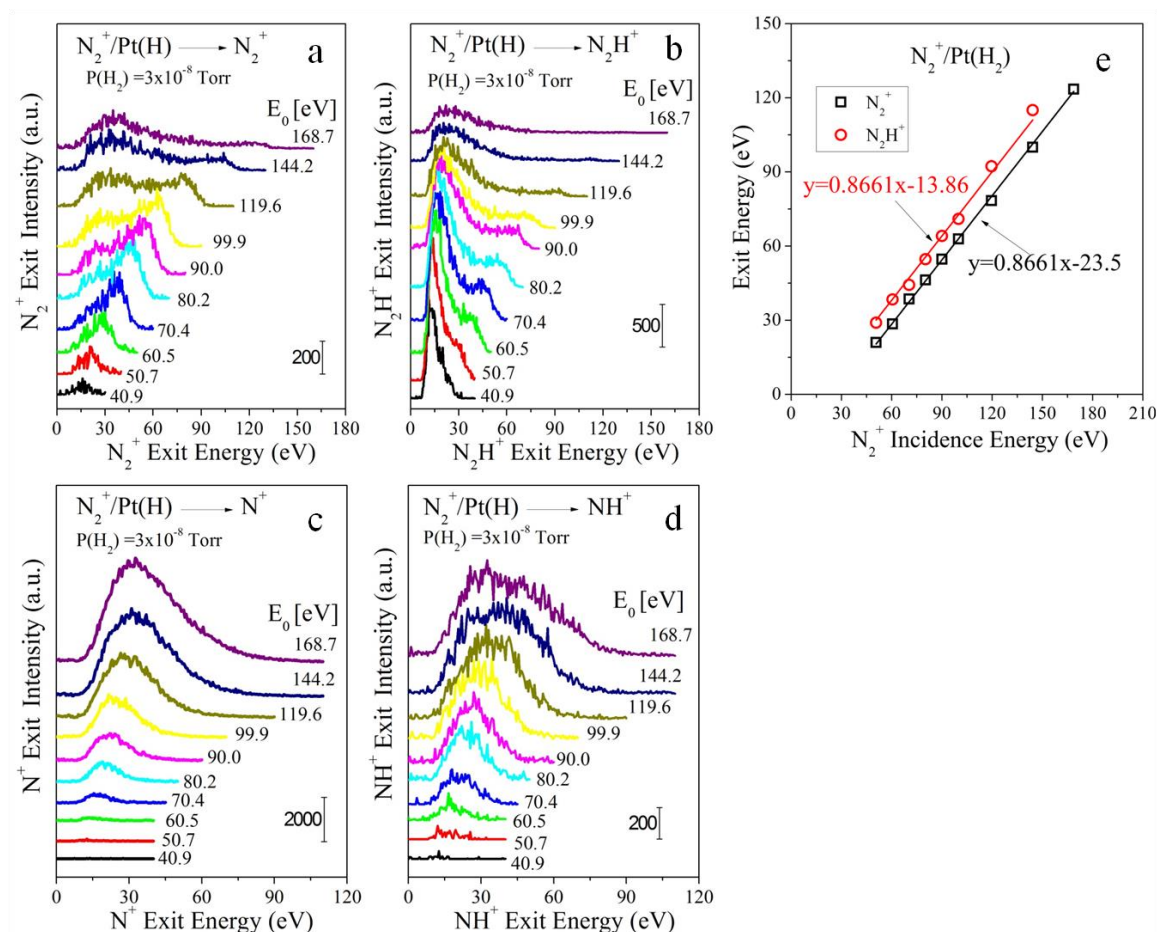 N₂⁺/Pt(H) ⟶ N₂⁺
a
P(H₂) =3x10⁻⁸ Torr
E₀ [eV]
168.7
144.2
119.6
99.9
90.0
80.2
70.4
60.5
50.7
40.9
200
N₂⁺ Exit Intensity (a.u.)
0 30 60 90 120 150 180
N₂⁺ Exit Energy (eV)
N₂⁺/Pt(H) ⟶ N₂H⁺
b
P(H₂) =3x10⁻⁸ Torr
E₀ [eV]
168.7
144.2
119.6
99.9
90.0
80.2
70.4
60.5
50.7
40.9
500
N₂H⁺ Exit Intensity (a.u.)
0 30 60 90 120 150 180
N₂H⁺ Exit Energy (eV)
N₂⁺/Pt(H₂)
e
N₂⁺
N₂H⁺
y=0.8661x-13.86
y=0.8661x-23.5
150
120
90
60
30
0
Exit Energy (eV)
0 30 60 90 120 150 180 210
N₂⁺ Incidence Energy (eV)
N₂⁺/Pt(H) ⟶ N⁺
c
P(H₂) =3x10⁻⁸ Torr
E₀ [eV]
168.7
144.2
119.6
99.9
90.0
80.2
70.4
60.5
50.7
40.9
2000
N⁺ Exit Intensity (a.u.)
0 30 60 90 120
N⁺ Exit Energy (eV)
N₂⁺/Pt(H) ⟶ NH⁺
d
P(H₂) =3x10⁻⁸ Torr
E₀ [eV]
168.7
144.2
119.6
99.9
90.0
80.2
70.4
60.5
50.7
40.9
200
NH⁺ Exit Intensity (a.u.)
0 30 60 90 120
NH⁺ Exit Energy (eV)